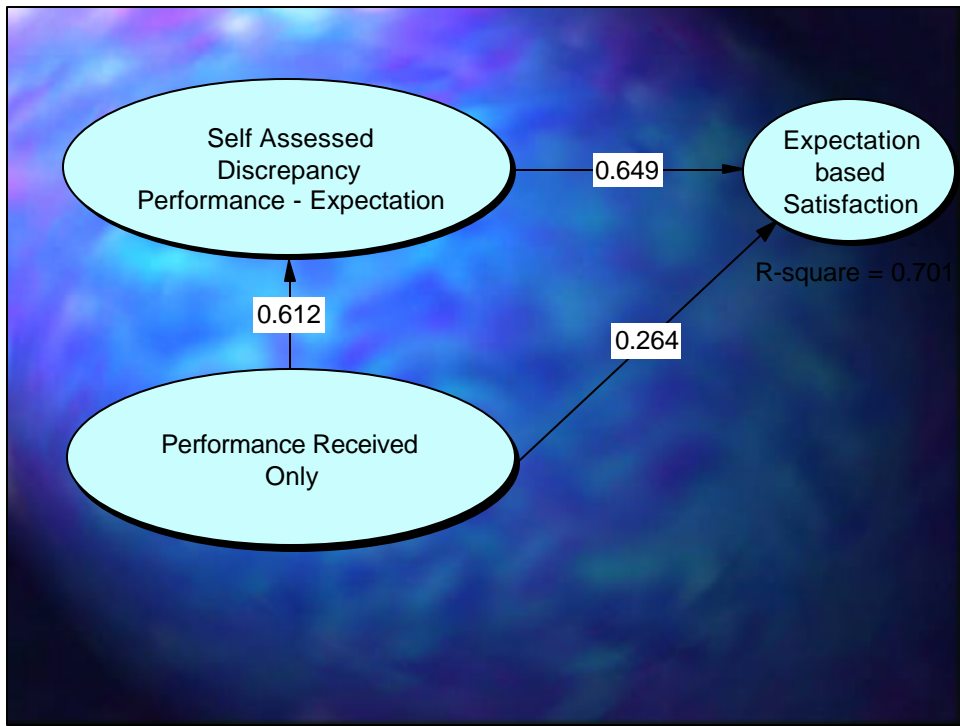 Self Assessed
Discrepancy
Performance - Expectation
0.649
Expectation
based
Satisfaction
R-square = 0.701
0.612
0.264
Performance Received
Only